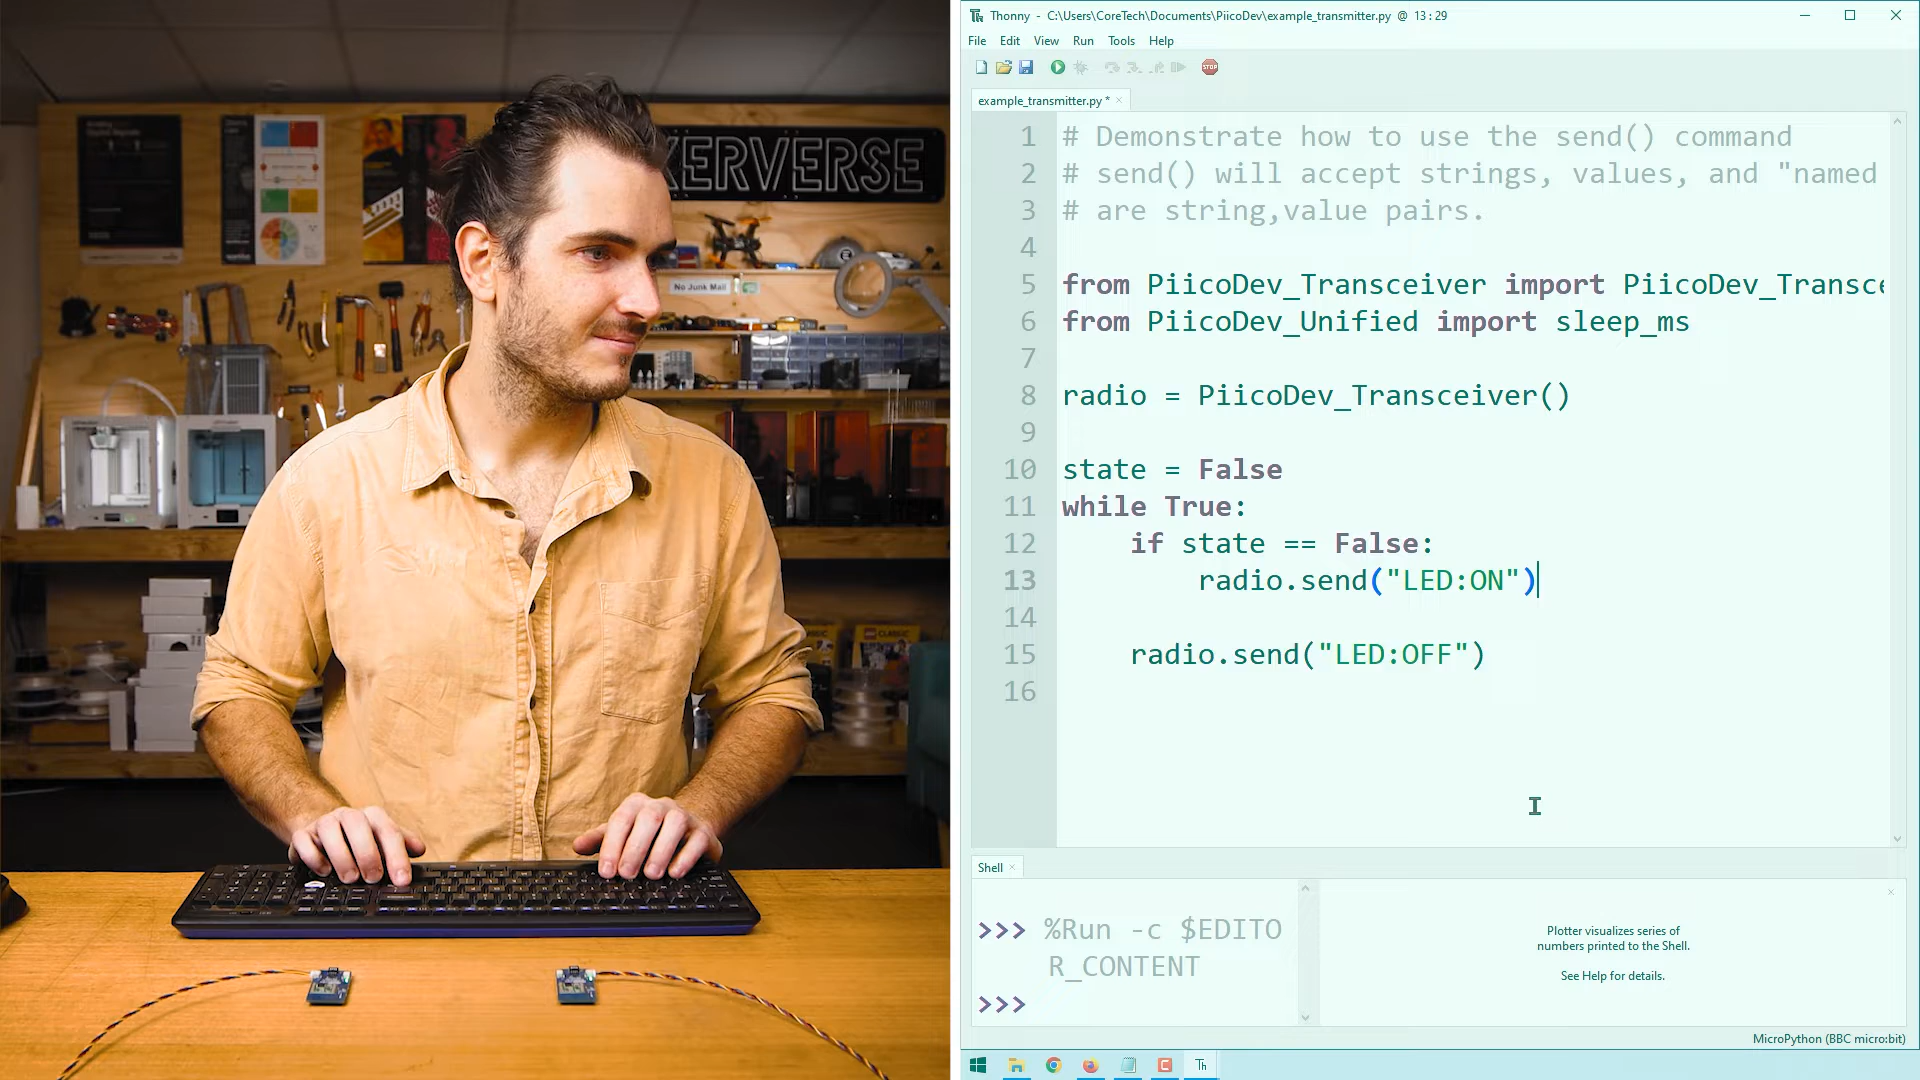 KERVERSE
No Junk Mail
Thonny - C:\Users\CoreTech\Documents\PiicoDev\example_transmitter.py @ 13 : 29
File Edit View Run Tools Help
STOP
example_transmitter.py * ×
1 # Demonstrate how to use the send() command
2 # send() will accept strings, values, and "named
3 # are string,value pairs.
4
5 from PiicoDev_Transceiver import PiicoDev_Transce
6 from PiicoDev_Unified import sleep_ms
7
8 radio = PiicoDev_Transceiver()
9
10 state = False
11 while True:
12 if state == False:
13 radio.send("LED:ON")
14
15 radio.send("LED:OFF")
16
Shell ×
>>> %Run -c $EDITO
R_CONTENT
>>>
Plotter visualizes series of
numbers printed to the Shell.
See Help for details.
MicroPython (BBC micro:bit)
Th